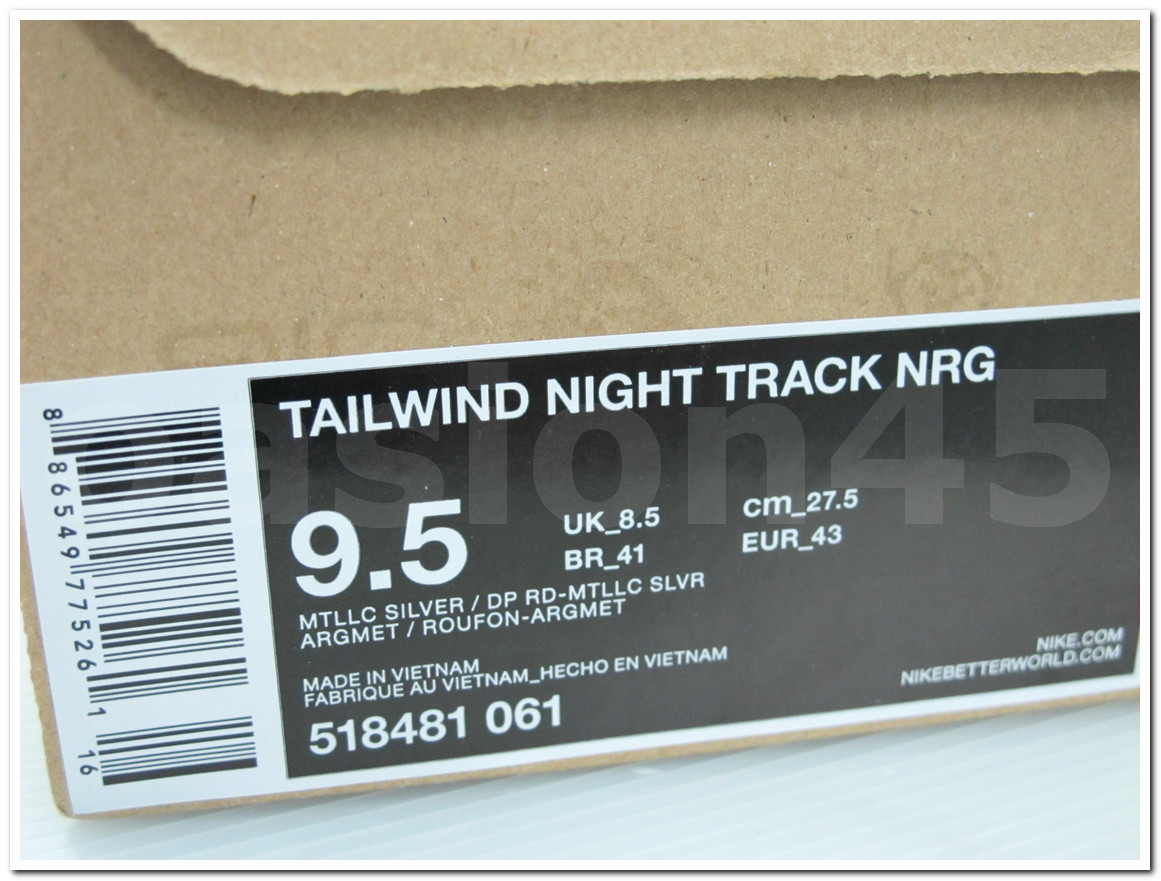 TAILWIND NIGHT TRACK NRG
9.5
UK_8.5
cm_27.5
BR_41
EUR_43
MTLLC SILVER / DP RD-MTLLC SLVR
ARGMET / ROUFON-ARGMET
MADE IN VIETNAM
FABRIQUE AU VIETNAM_HECHO EN VIETNAM
518481 061
NIKE.COM
NIKEBETTERWORLD.COM
8 86549 77526 1 16
pasion45